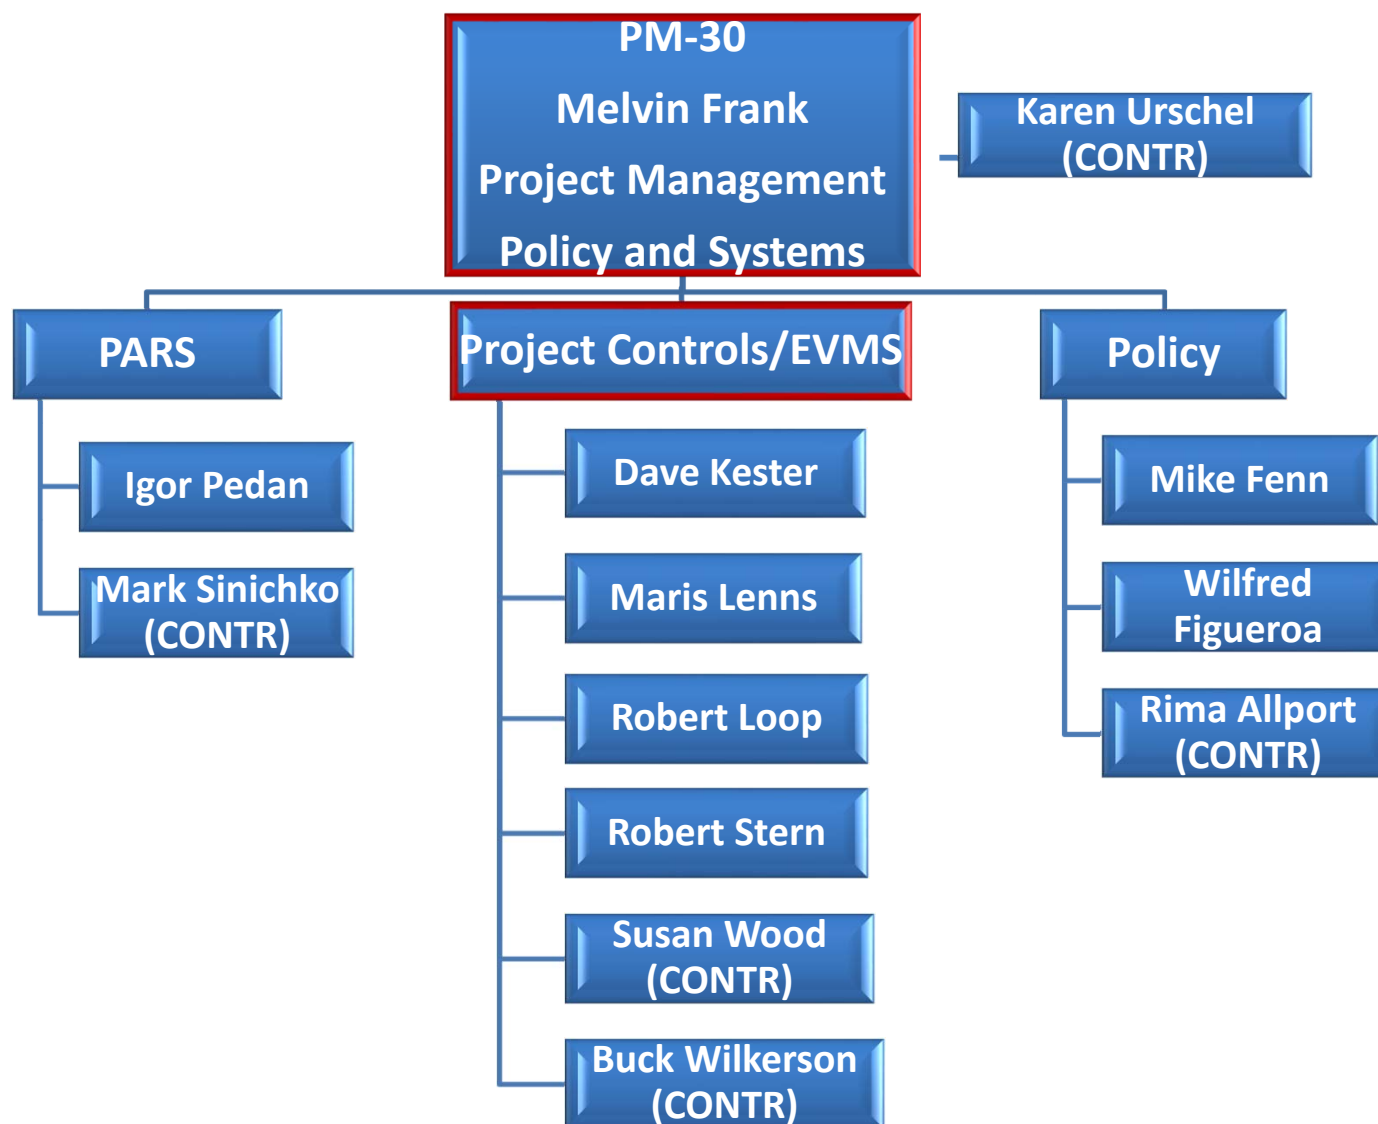 PM-30
Melvin Frank
Project Management
Policy and Systems
Karen Urschel
(CONTR)
PARS
Project Controls/EVMS
Policy
Igor Pedan
Mark Sinichko
(CONTR)
Dave Kester
Maris Lenns
Robert Loop
Robert Stern
Susan Wood
(CONTR)
Buck Wilkerson
(CONTR)
Mike Fenn
Wilfred
Figueroa
Rima Allport
(CONTR)